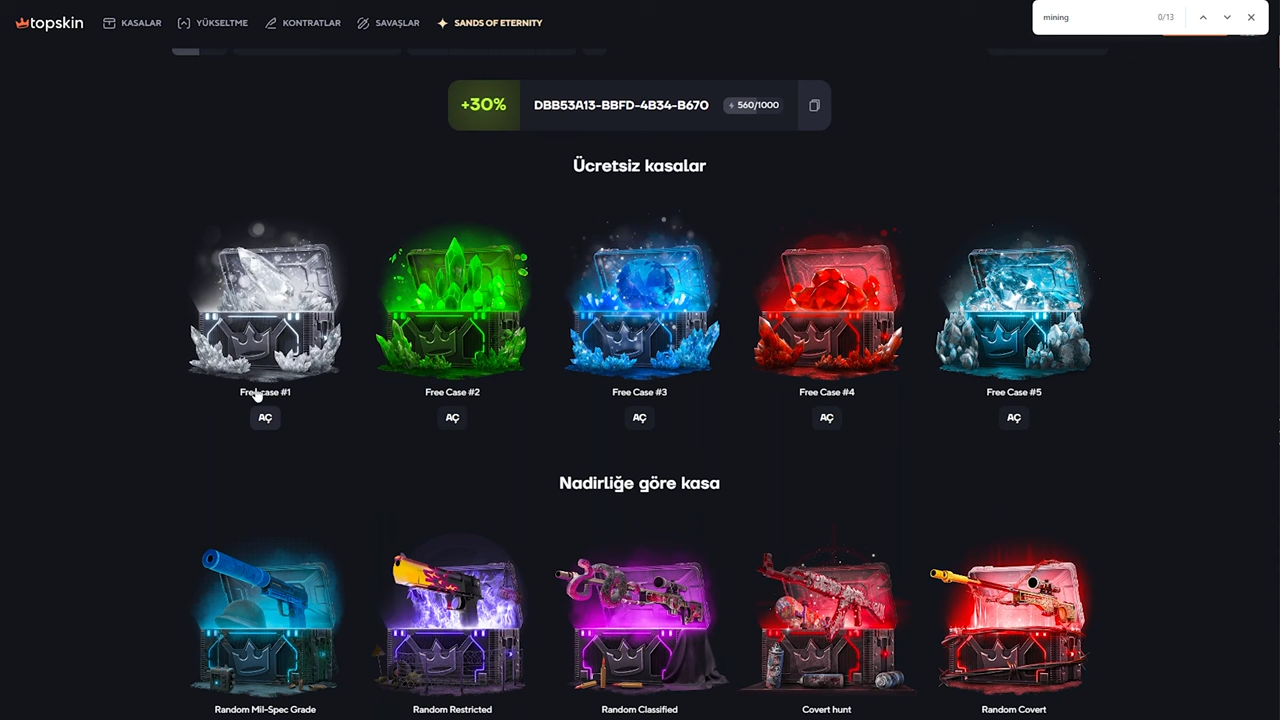 topskin KASALAR YÜKSELTME KONTRATLAR SAVAŞLAR SANDS OF ETERNITY
mining 0/13
+30% DBB53A13-BBFD-4B34-B670 560/1000
Ücretsiz kasalar
Free Case #1 Free Case #2 Free Case #3 Free Case #4 Free Case #5
AÇ AÇ AÇ AÇ AÇ
Nadirliğe göre kasa
Random Mil-Spec Grade Random Restricted Random Classified Covert hunt Random Covert